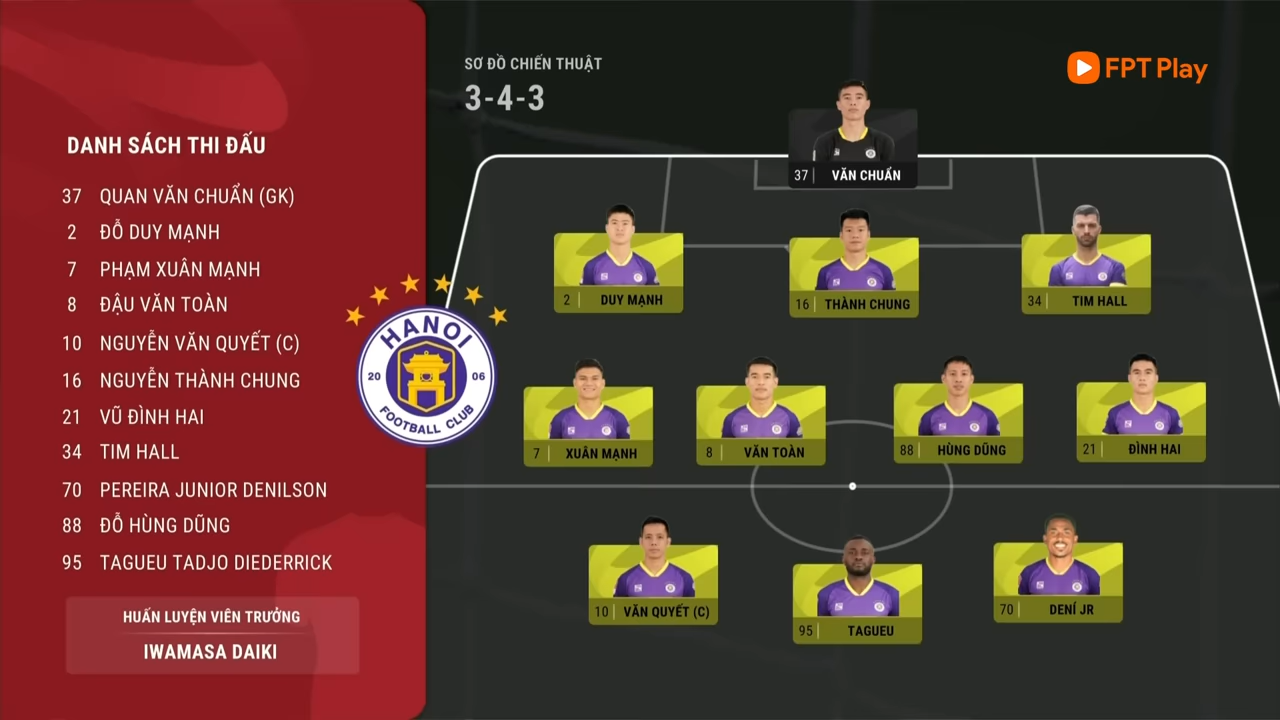 DANH SÁCH THI ĐẤU
37 QUAN VĂN CHUẨN (GK)
2 ĐỖ DUY MẠNH
7 PHẠM XUÂN MẠNH
8 ĐẬU VĂN TOÀN
10 NGUYỄN VĂN QUYẾT (C)
16 NGUYỄN THÀNH CHUNG
21 VŨ ĐÌNH HAI
34 TIM HALL
70 PEREIRA JUNIOR DENILSON
88 ĐỖ HÙNG DŨNG
95 TAGUEU TADJO DIEDERRICK
HUẤN LUYỆN VIÊN TRƯỞNG
IWAMASA DAIKI
HANOI
20 06
FOOTBALL CLUB
SƠ ĐỒ CHIẾN THUẬT
3-4-3
FPT Play
37 VĂN CHUẨN
2 DUY MẠNH
16 THÀNH CHUNG
34 TIM HALL
7 XUÂN MẠNH
8 VĂN TOÀN
88 HÙNG DŨNG
21 ĐÌNH HAI
10 VĂN QUYẾT (C)
95 TAGUEU
70 DENÍ JR